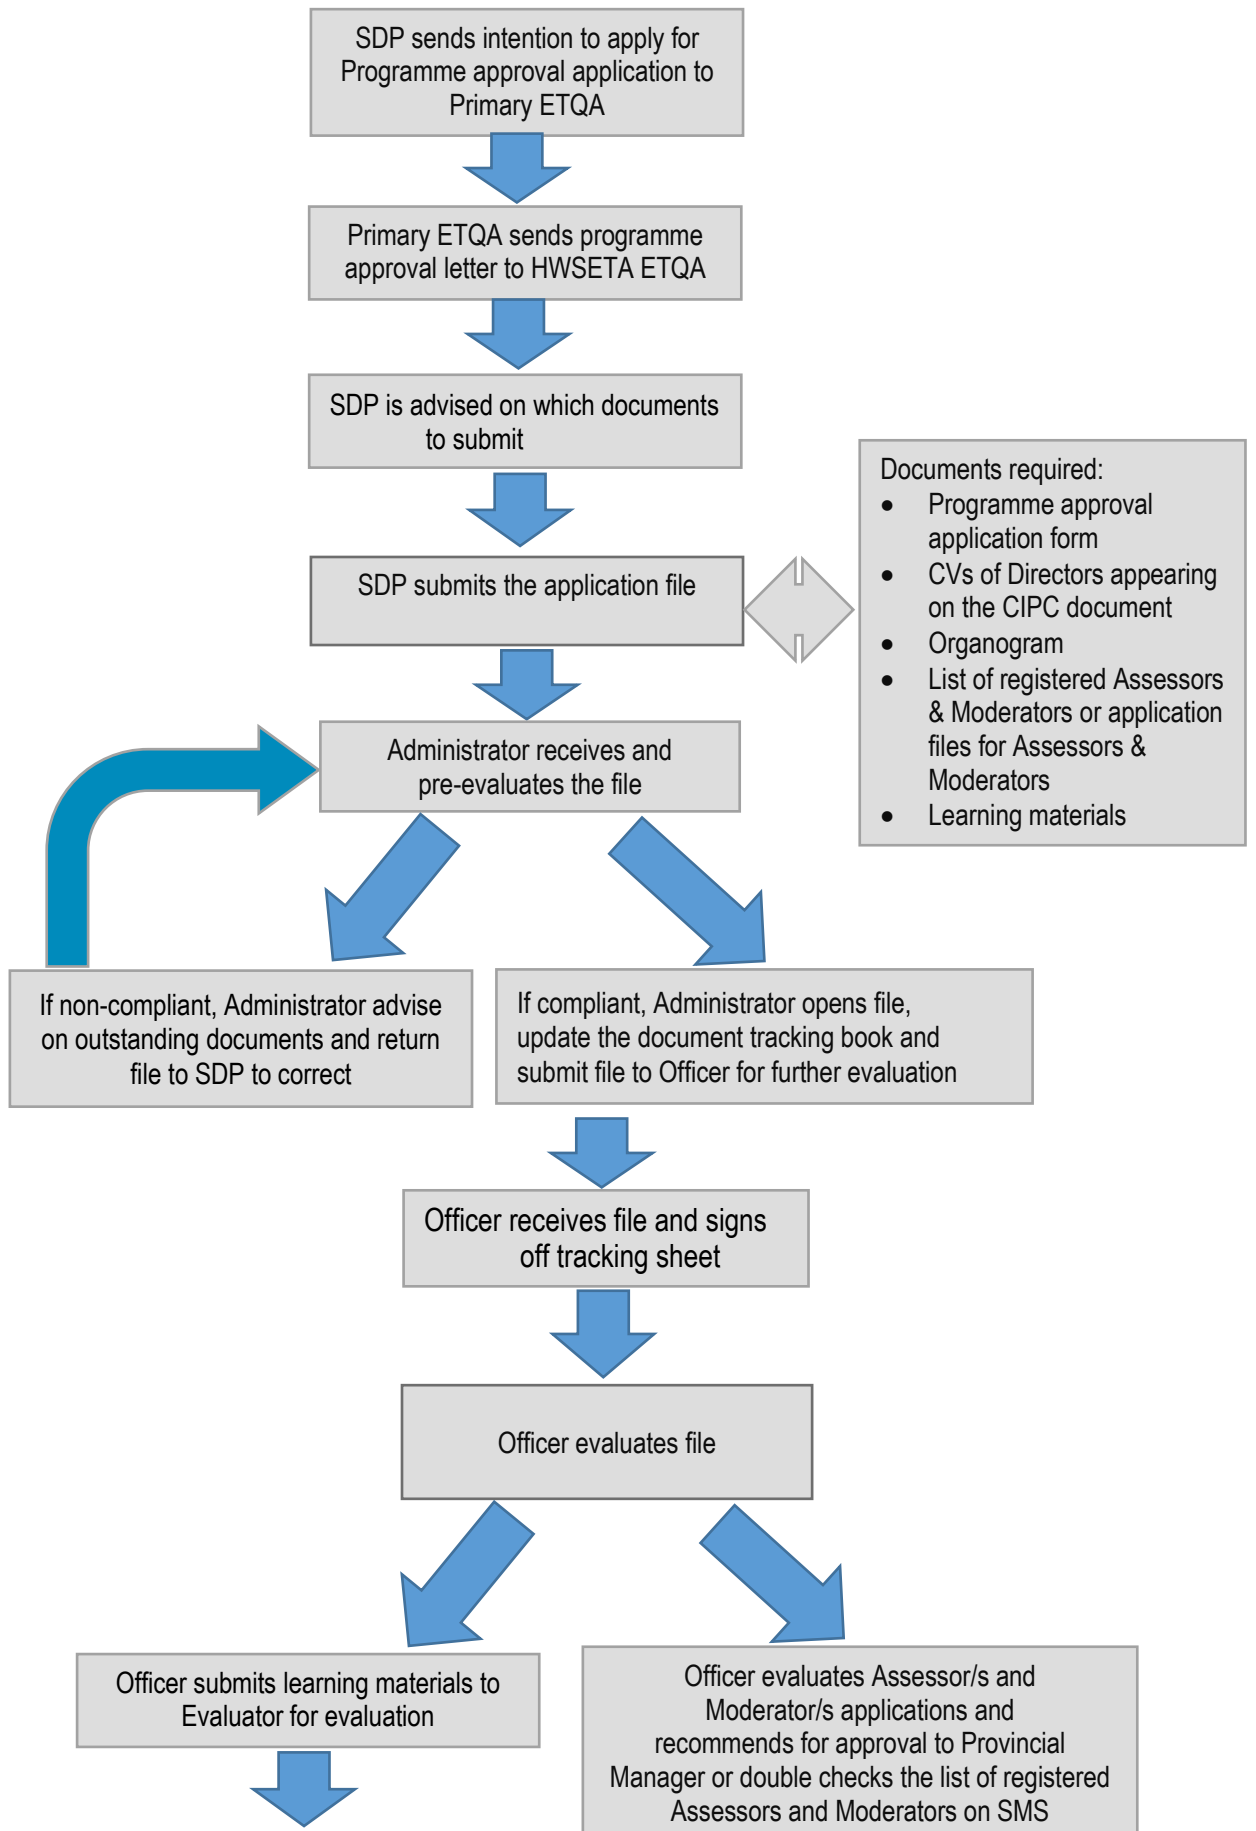 SDP sends intention to apply for
Programme approval application to
Primary ETQA
Primary ETQA sends programme
approval letter to HWSETA ETQA
SDP is advised on which documents
to submit
SDP submits the application file
Documents required:
• Programme approval
application form
• CVs of Directors appearing
on the CIPC document
• Organogram
• List of registered Assessors
& Moderators or application
files for Assessors &
Moderators
• Learning materials
Administrator receives and
pre-evaluates the file
If non-compliant, Administrator advise
on outstanding documents and return
file to SDP to correct
If compliant, Administrator opens file,
update the document tracking book and
submit file to Officer for further evaluation
Officer receives file and signs
off tracking sheet
Officer evaluates file
Officer submits learning materials to
Evaluator for evaluation
Officer evaluates Assessor/s and
Moderator/s applications and
recommends for approval to Provincial
Manager or double checks the list of registered
Assessors and Moderators on SMS